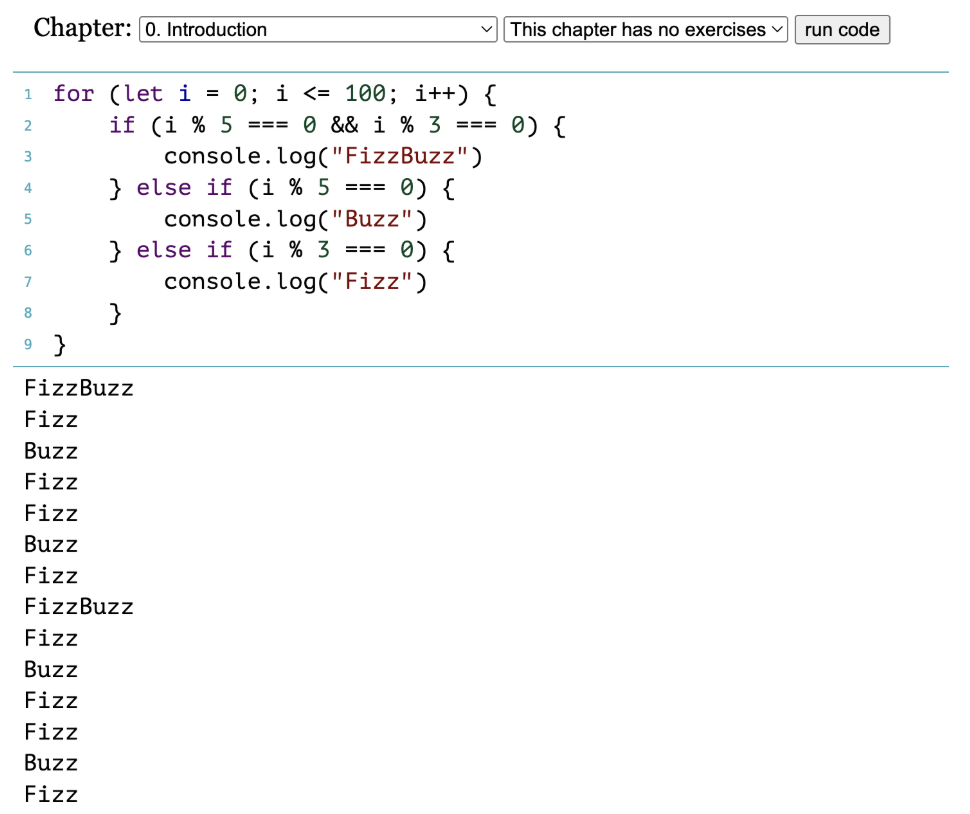 Chapter: 0. Introduction This chapter has no exercises run code
1 for (let i = 0; i <= 100; i++) {
2     if (i % 5 === 0 && i % 3 === 0) {
3         console.log("FizzBuzz")
4     } else if (i % 5 === 0) {
5         console.log("Buzz")
6     } else if (i % 3 === 0) {
7         console.log("Fizz")
8     }
9 }
FizzBuzz
Fizz
Buzz
Fizz
Fizz
Buzz
Fizz
FizzBuzz
Fizz
Buzz
Fizz
Fizz
Buzz
Fizz